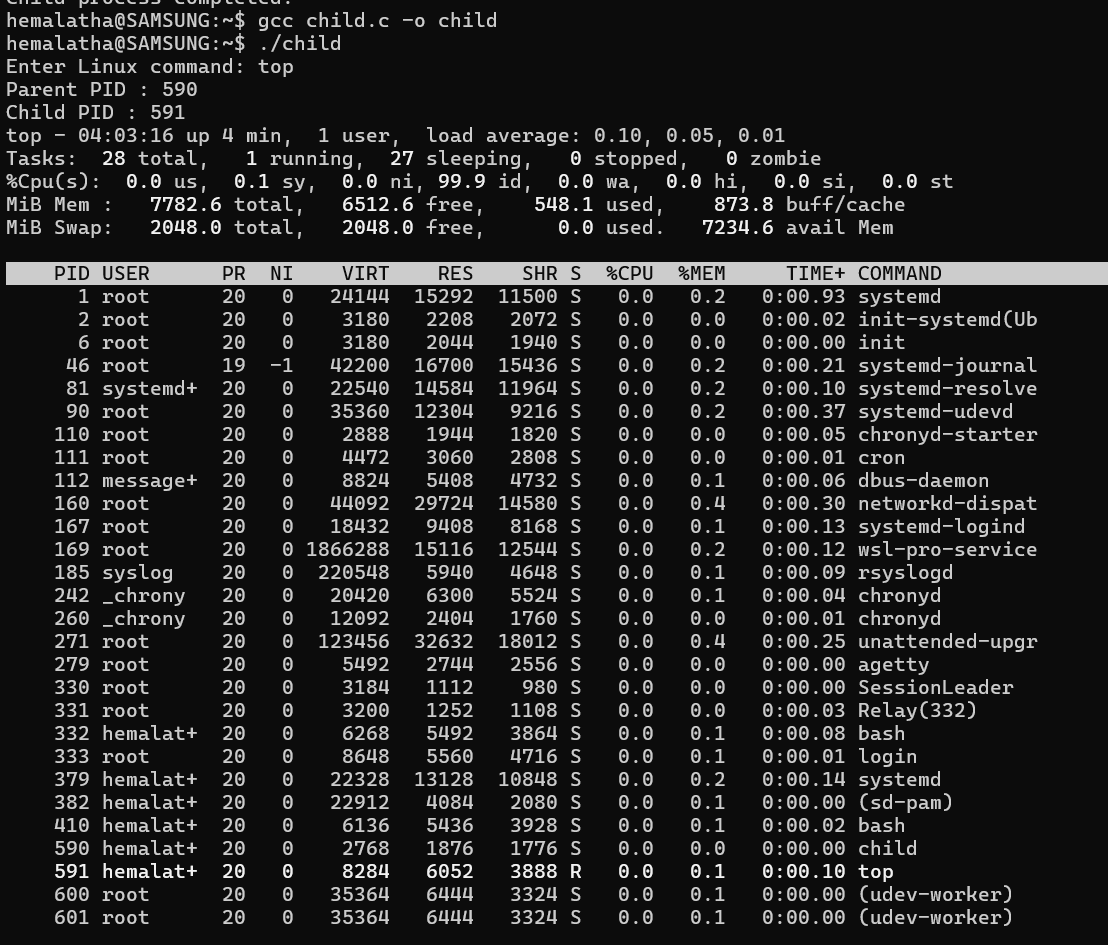 Child process completed.
hemalatha@SAMSUNG:~$ gcc child.c -o child
hemalatha@SAMSUNG:~$ ./child
Enter Linux command: top
Parent PID : 590
Child PID : 591
top - 04:03:16 up 4 min,  1 user,  load average: 0.10, 0.05, 0.01
Tasks:  28 total,   1 running,  27 sleeping,   0 stopped,   0 zombie
%Cpu(s):  0.0 us,  0.1 sy,  0.0 ni, 99.9 id,  0.0 wa,  0.0 hi,  0.0 si,  0.0 st
MiB Mem :   7782.6 total,   6512.6 free,    548.1 used,    873.8 buff/cache
MiB Swap:   2048.0 total,   2048.0 free,      0.0 used.   7234.6 avail Mem
    PID USER      PR  NI    VIRT    RES    SHR S  %CPU  %MEM     TIME+ COMMAND
      1 root      20   0   24144  15292  11500 S   0.0   0.2   0:00.93 systemd
      2 root      20   0    3180   2208   2072 S   0.0   0.0   0:00.02 init-systemd(Ub
      6 root      20   0    3180   2044   1940 S   0.0   0.0   0:00.00 init
     46 root      19  -1   42200  16700  15436 S   0.0   0.2   0:00.21 systemd-journal
     81 systemd+  20   0   22540  14584  11964 S   0.0   0.2   0:00.10 systemd-resolve
     90 root      20   0   35360  12304   9216 S   0.0   0.2   0:00.37 systemd-udevd
    110 root      20   0    2888   1944   1820 S   0.0   0.0   0:00.05 chronyd-starter
    111 root      20   0    4472   3060   2808 S   0.0   0.0   0:00.01 cron
    112 message+  20   0    8824   5408   4732 S   0.0   0.1   0:00.06 dbus-daemon
    160 root      20   0   44092  29724  14580 S   0.0   0.4   0:00.30 networkd-dispat
    167 root      20   0   18432   9408   8168 S   0.0   0.1   0:00.13 systemd-logind
    169 root      20   0 1866288  15116  12544 S   0.0   0.2   0:00.12 wsl-pro-service
    185 syslog    20   0  220548   5940   4648 S   0.0   0.1   0:00.09 rsyslogd
    242 _chrony   20   0   20420   6300   5524 S   0.0   0.1   0:00.04 chronyd
    260 _chrony   20   0   12092   2404   1760 S   0.0   0.0   0:00.01 chronyd
    271 root      20   0  123456  32632  18012 S   0.0   0.4   0:00.25 unattended-upgr
    279 root      20   0    5492   2744   2556 S   0.0   0.0   0:00.00 agetty
    330 root      20   0    3184   1112    980 S   0.0   0.0   0:00.00 SessionLeader
    331 root      20   0    3200   1252   1108 S   0.0   0.0   0:00.03 Relay(332)
    332 hemalat+  20   0    6268   5492   3864 S   0.0   0.1   0:00.08 bash
    333 root      20   0    8648   5560   4716 S   0.0   0.1   0:00.01 login
    379 hemalat+  20   0   22328  13128  10848 S   0.0   0.2   0:00.14 systemd
    382 hemalat+  20   0   22912   4084   2080 S   0.0   0.1   0:00.00 (sd-pam)
    410 hemalat+  20   0    6136   5436   3928 S   0.0   0.1   0:00.02 bash
    590 hemalat+  20   0    2768   1876   1776 S   0.0   0.0   0:00.00 child
    591 hemalat+  20   0    8284   6052   3888 R   0.0   0.1   0:00.10 top
    600 root      20   0   35364   6444   3324 S   0.0   0.1   0:00.00 (udev-worker)
    601 root      20   0   35364   6444   3324 S   0.0   0.1   0:00.00 (udev-worker)